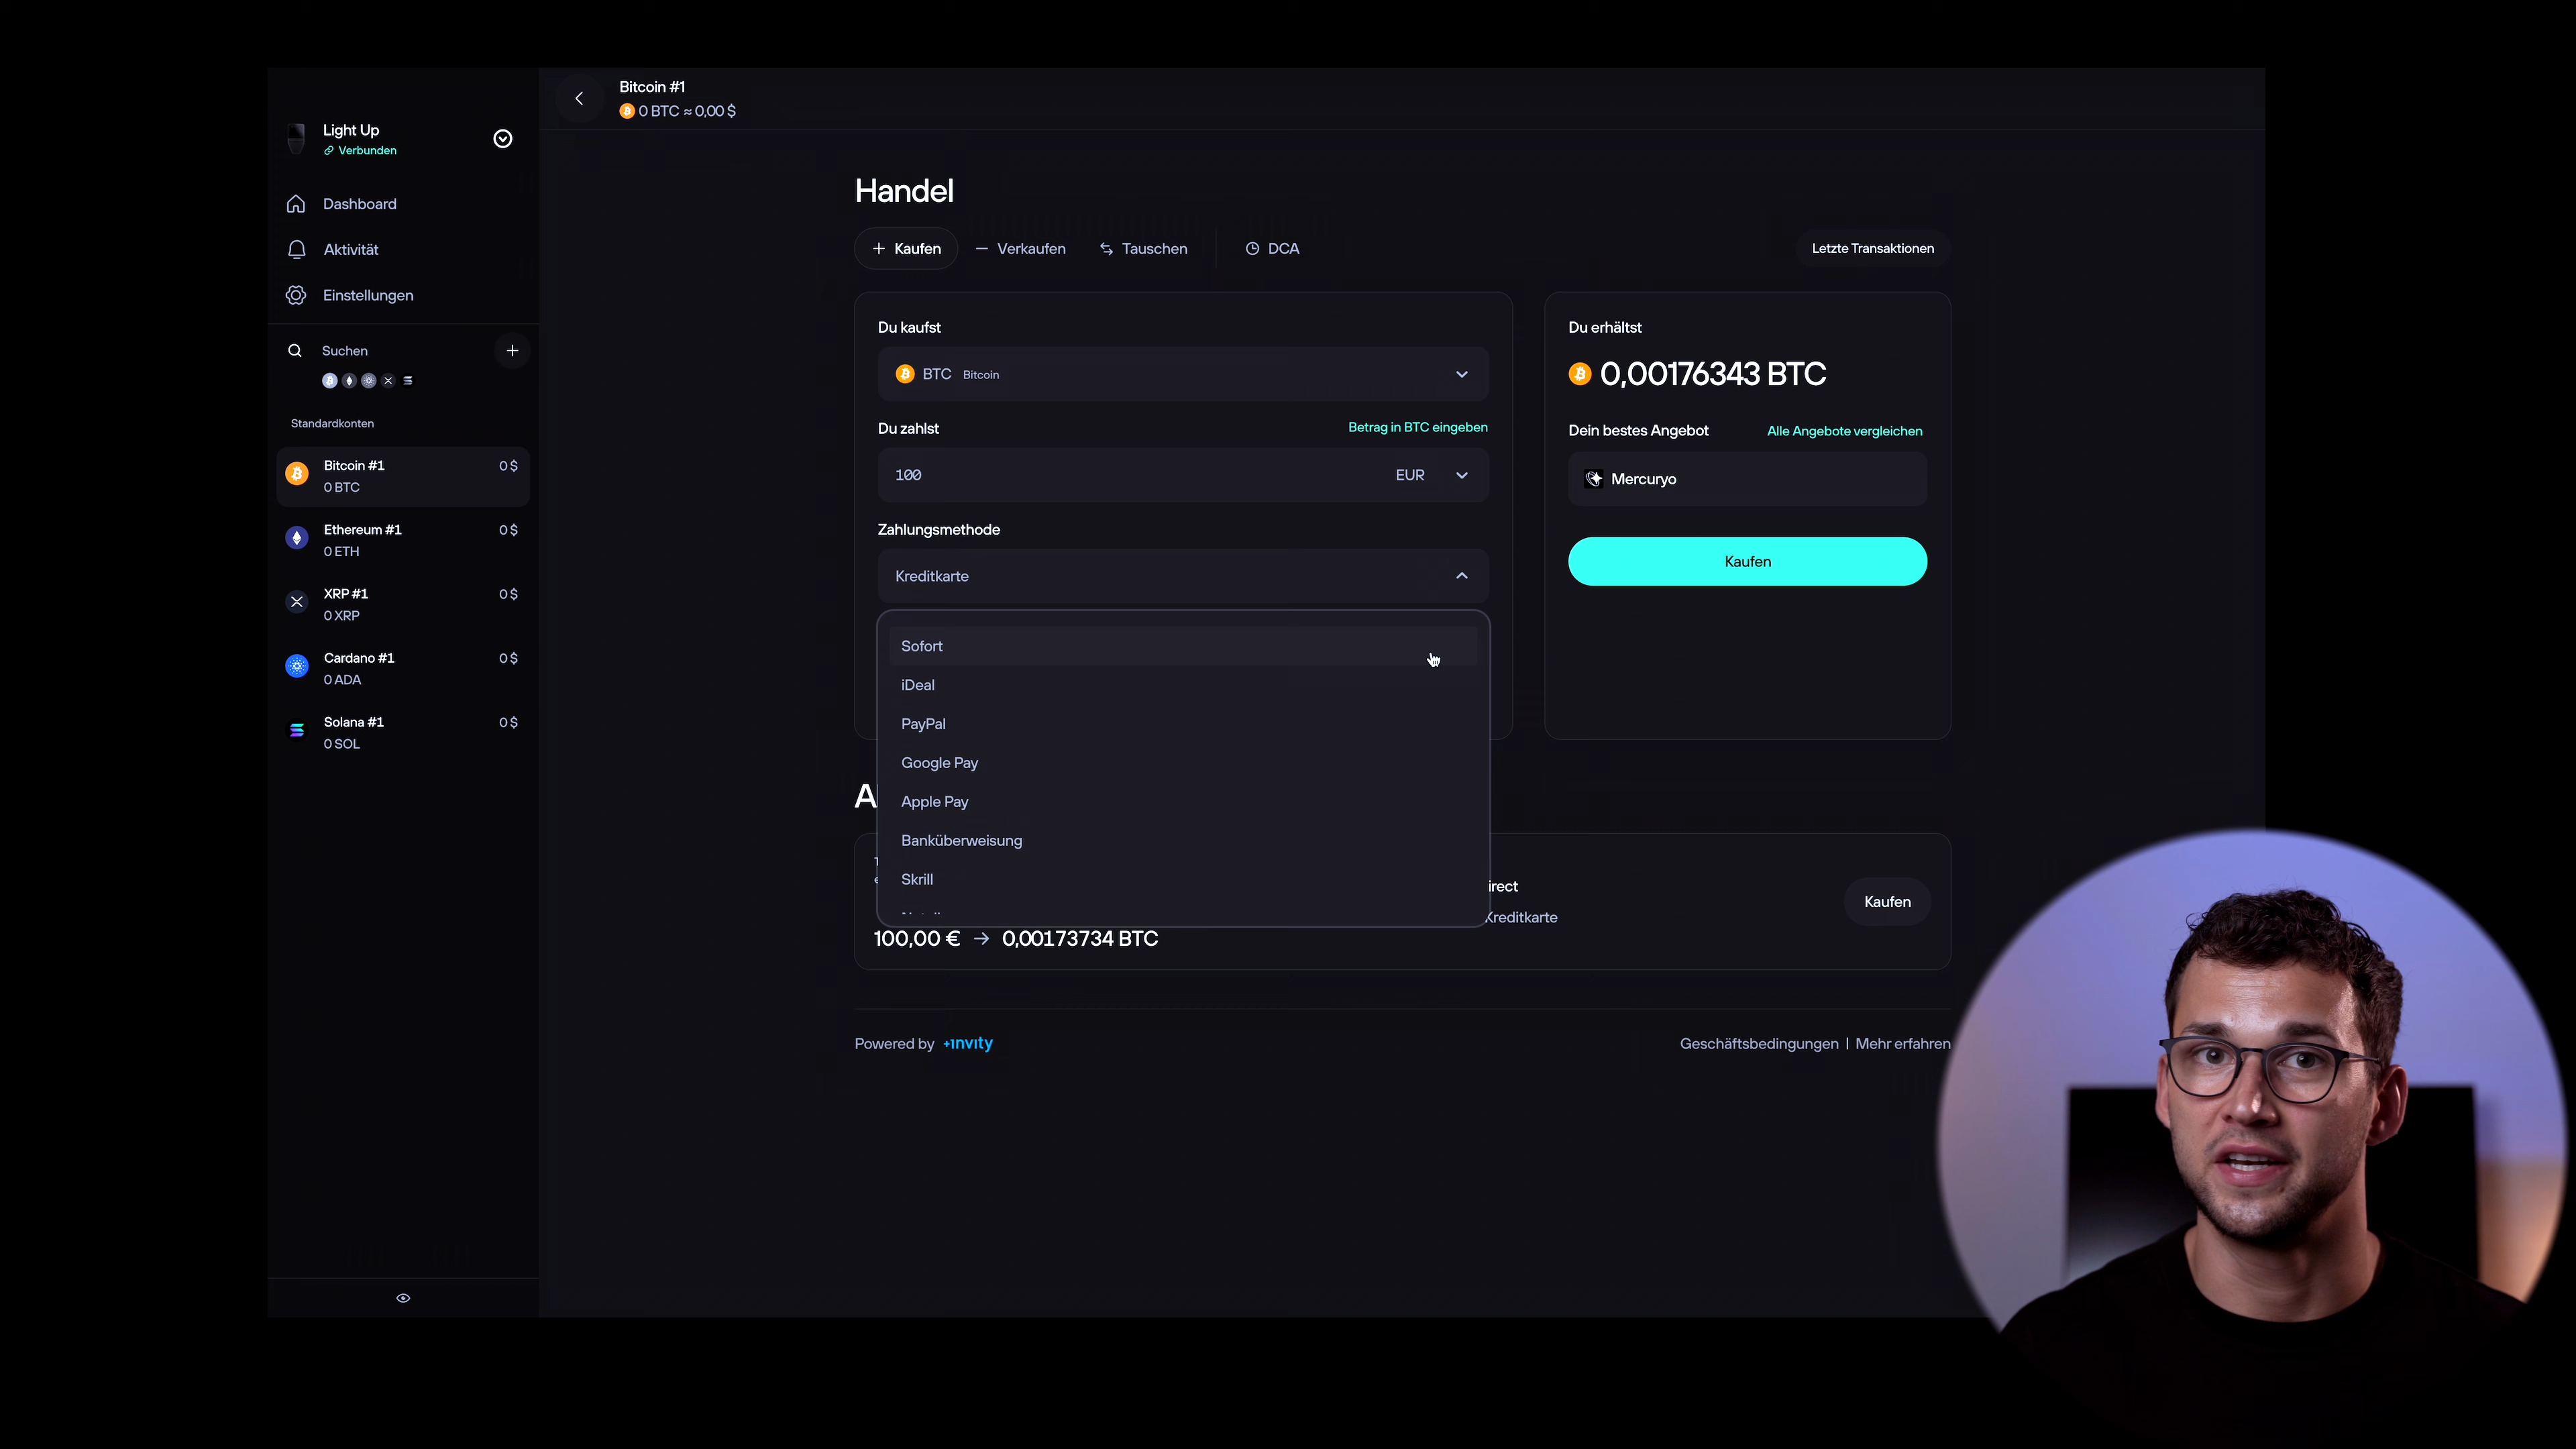 Light Up
Verbunden
Dashboard
Aktivität
Einstellungen
Suchen
Standardkonten
Bitcoin #1
0 $
0 BTC
Ethereum #1
0 $
0 ETH
XRP #1
0 $
0 XRP
Cardano #1
0 $
0 ADA
Solana #1
0 $
0 SOL
Bitcoin #1
0 BTC ≈ 0,00 $
Handel
Kaufen
Verkaufen
Tauschen
DCA
Letzte Transaktionen
Du kaufst
BTC Bitcoin
Du zahlst
Betrag in BTC eingeben
100
EUR
Zahlungsmethode
Kreditkarte
Sofort
iDeal
PayPal
Google Pay
Apple Pay
Banküberweisung
Skrill
Du erhältst
0,00176343 BTC
Dein bestes Angebot
Alle Angebote vergleichen
Mercuryo
Kaufen
A
irect
Kreditkarte
Kaufen
100,00 € → 0,00173734 BTC
Powered by +invity
Geschäftsbedingungen | Mehr erfahren